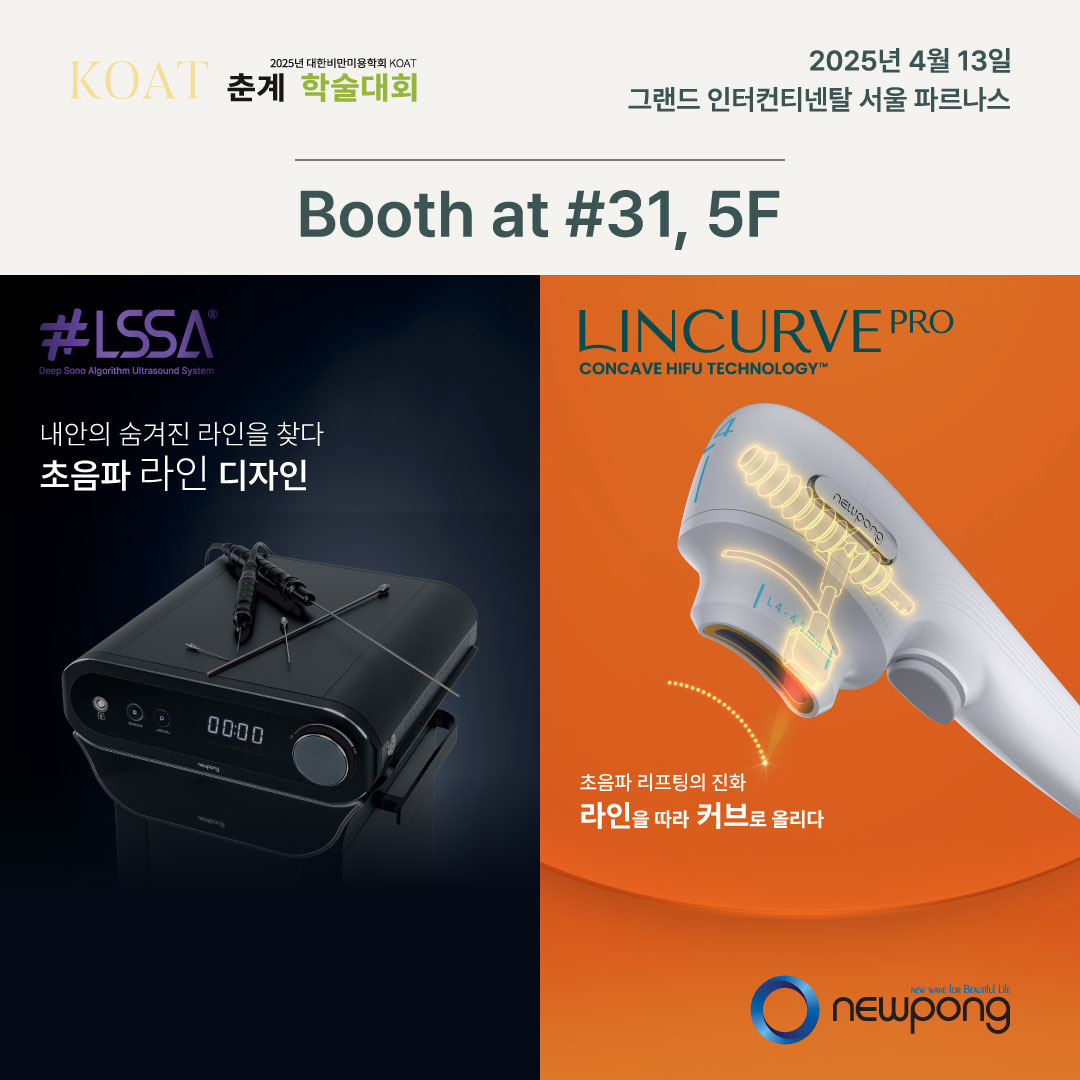 KOAT
2025년 대한비만미용학회 KOAT
춘계 학술대회
2025년 4월 13일
그랜드 인터컨티넨탈 서울 파르나스
Booth at #31, 5F
#LSSA®
Deep Sono Algorithm Ultrasound System
내안의 숨겨진 라인을 찾다
초음파 라인 디자인
00:00
newpong
newpong
LINCURVE PRO
CONCAVE HIFU TECHNOLOGY™
newpong
초음파 리프팅의 진화
라인을 따라 커브로 올리다
NEW WAVE FOR BEAUTIFUL LIFE
newpong